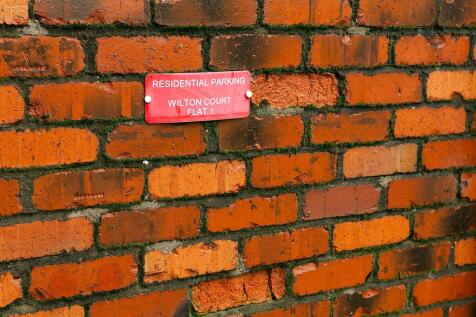 RESIDENTIAL PARKING
WILTON COURT
FLAT 1